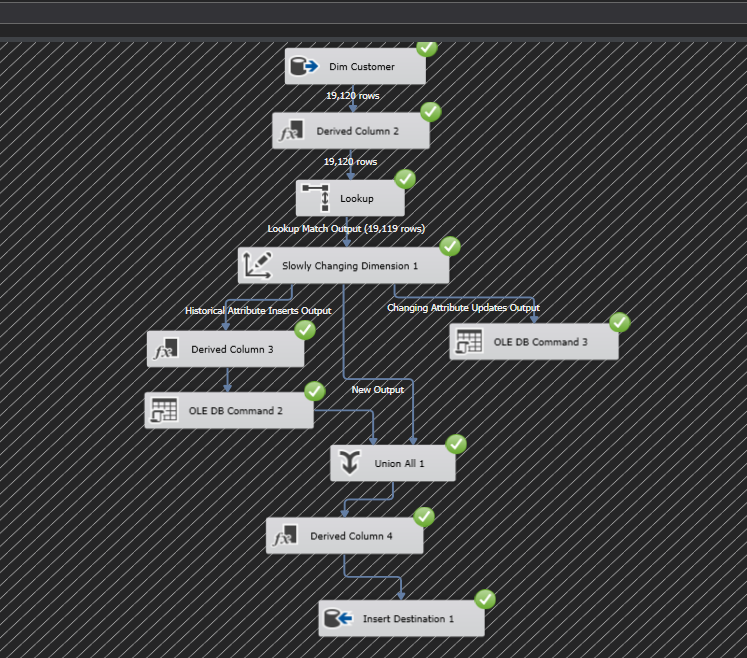 Dim Customer
19,120 rows
Derived Column 2
19,120 rows
Lookup
Lookup Match Output (19,119 rows)
Slowly Changing Dimension 1
Historical Attribute Inserts Output
Changing Attribute Updates Output
Derived Column 3
OLE DB Command 3
New Output
OLE DB Command 2
Union All 1
Derived Column 4
Insert Destination 1